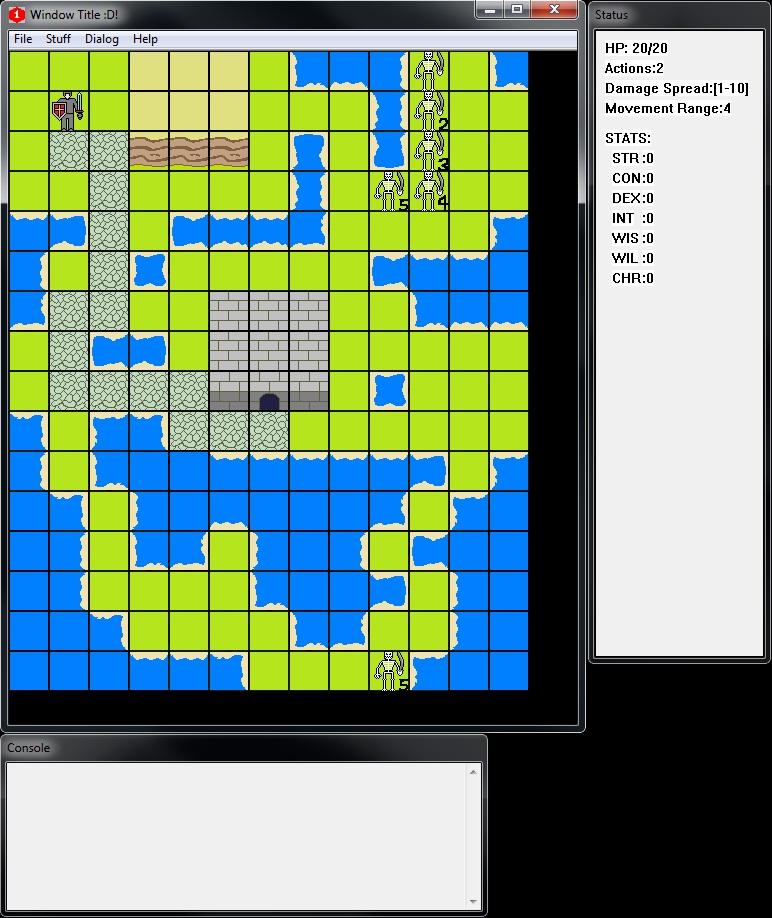 Window Title :D!
File Stuff Dialog Help
2
3
5 4
5
Status
HP: 20/20
Actions:2
Damage Spread:[1-10]
Movement Range:4
STATS:
STR :0
CON:0
DEX:0
INT :0
WIS :0
WIL :0
CHR:0
Console